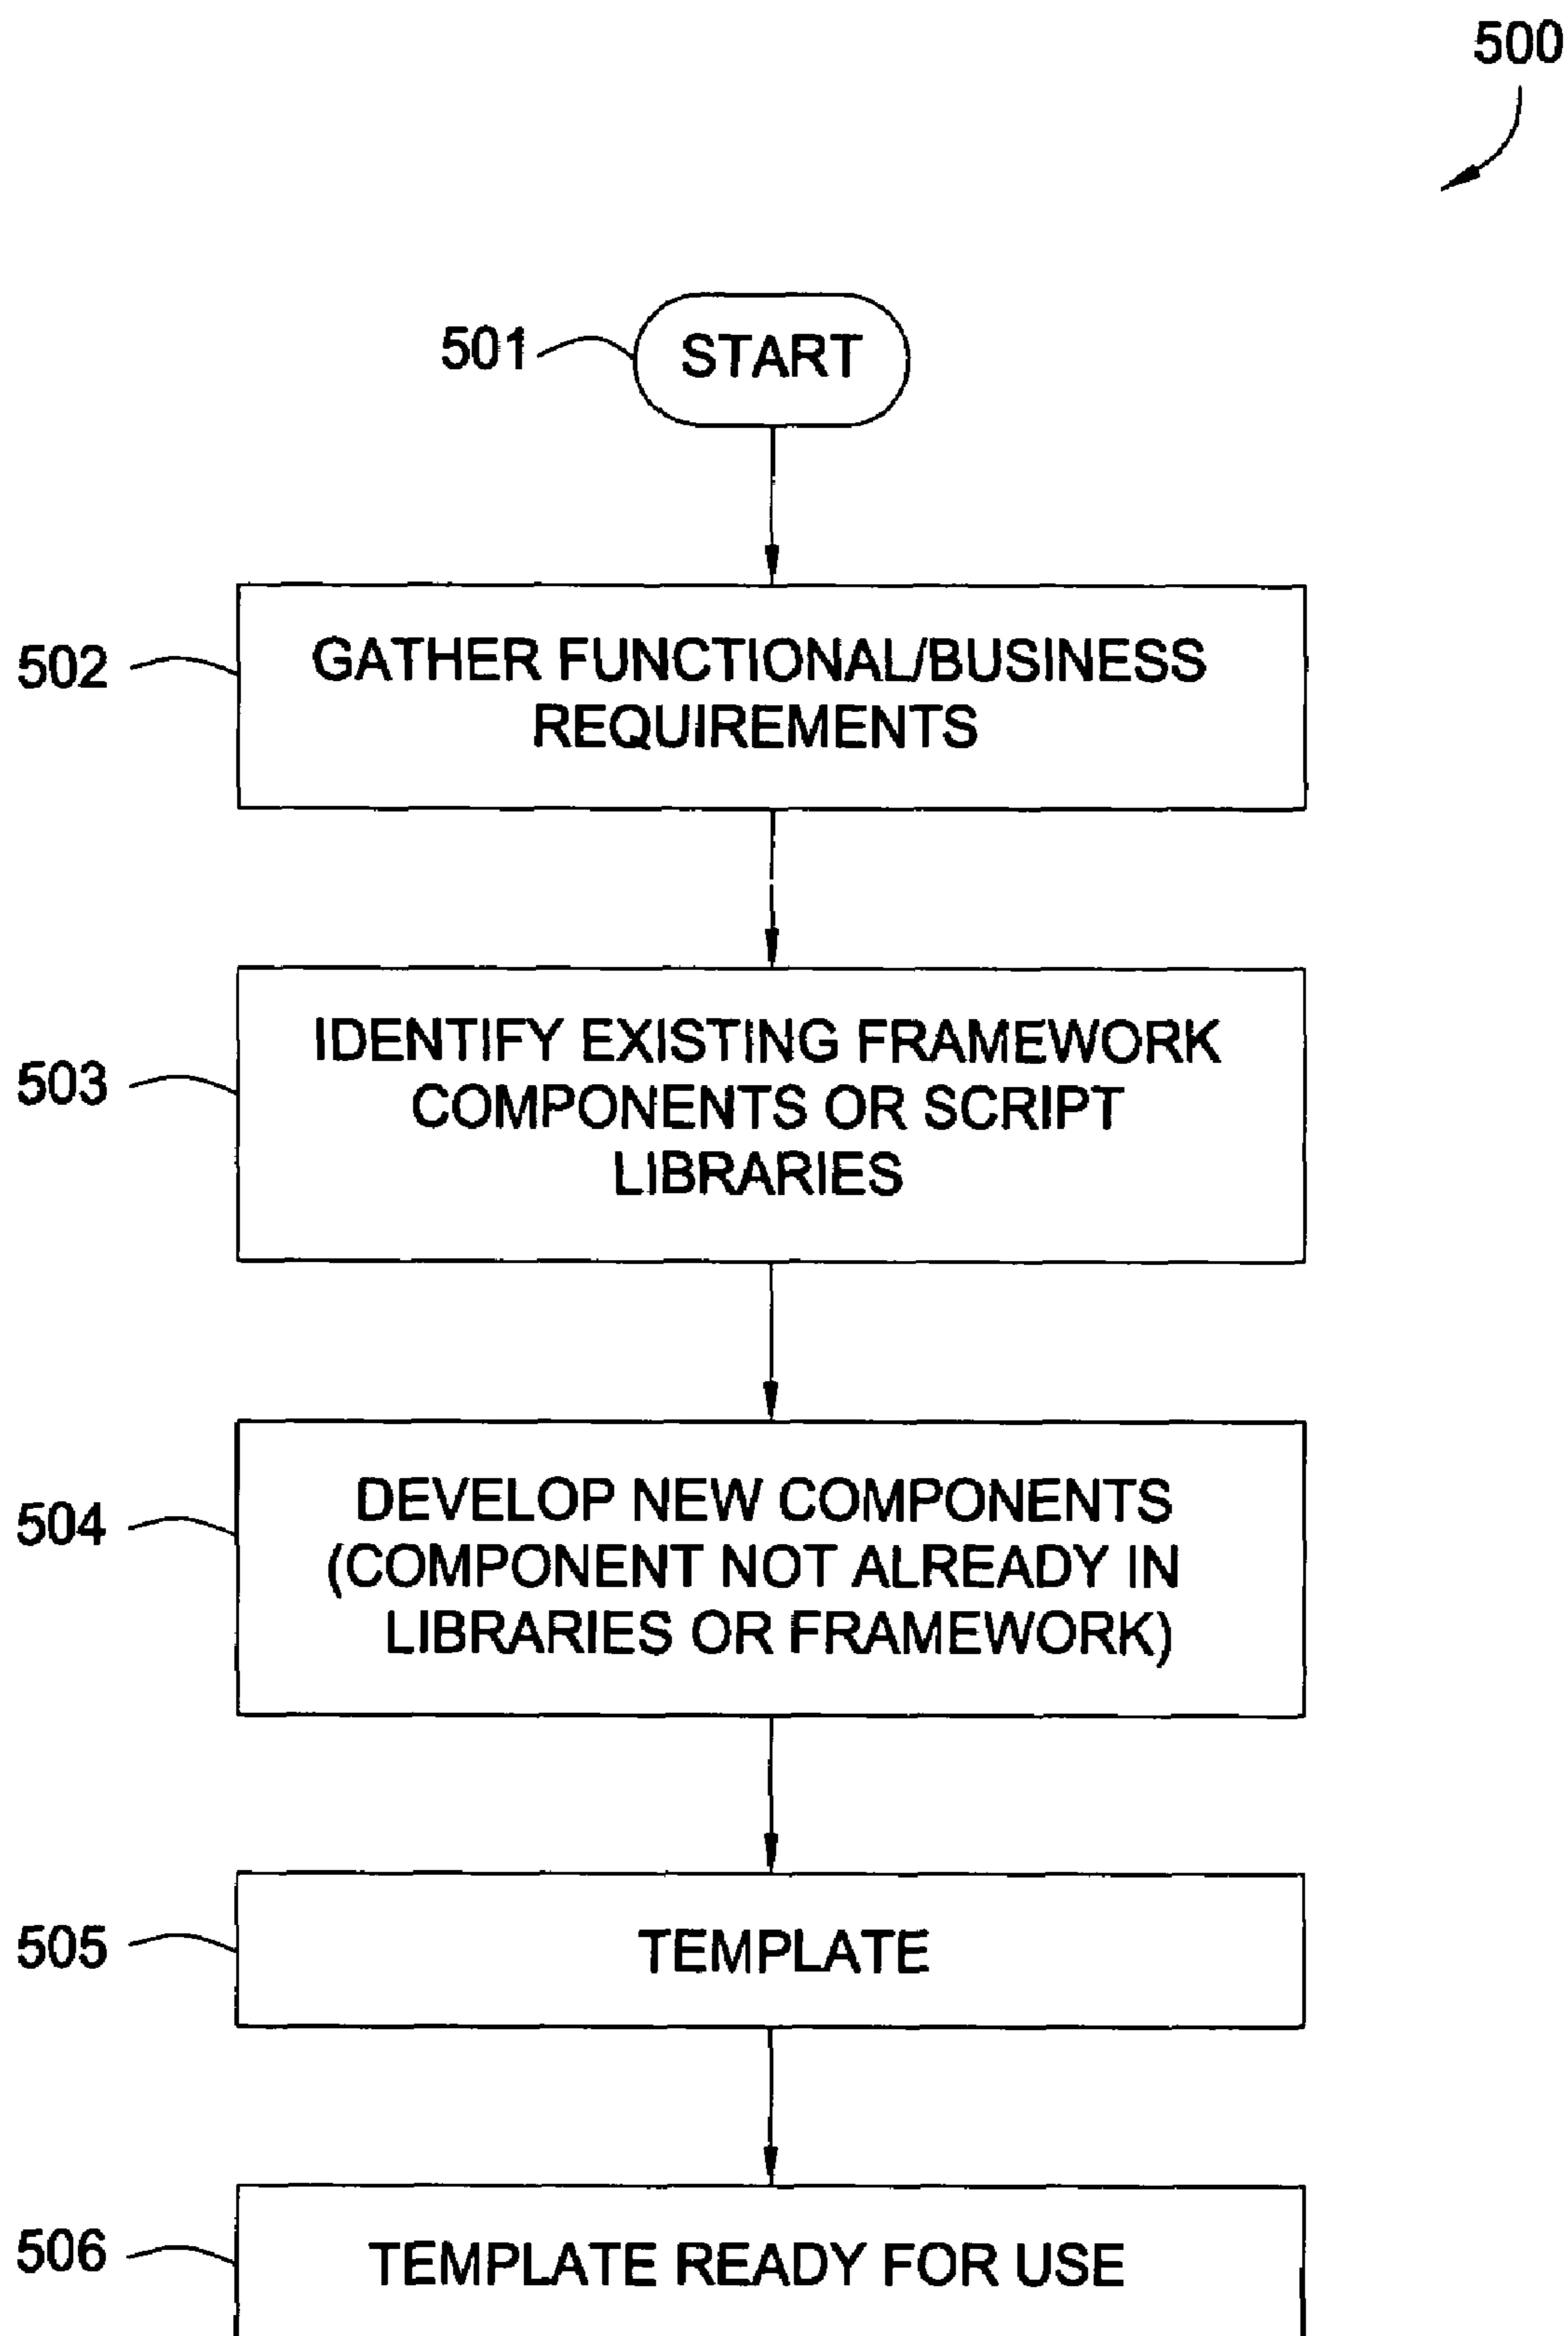 500
501
START
502
GATHER FUNCTIONAL/BUSINESS
REQUIREMENTS
503
IDENTIFY EXISTING FRAMEWORK
COMPONENTS OR SCRIPT
LIBRARIES
504
DEVELOP NEW COMPONENTS
(COMPONENT NOT ALREADY IN
LIBRARIES OR FRAMEWORK)
505
TEMPLATE
506
TEMPLATE READY FOR USE